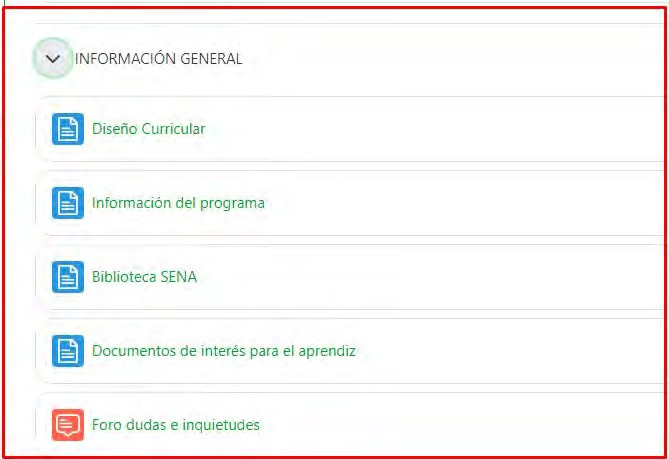 INFORMACIÓN GENERAL
Diseño Curricular
Información del programa
Biblioteca SENA
Documentos de interés para el aprendiz
Foro dudas e inquietudes